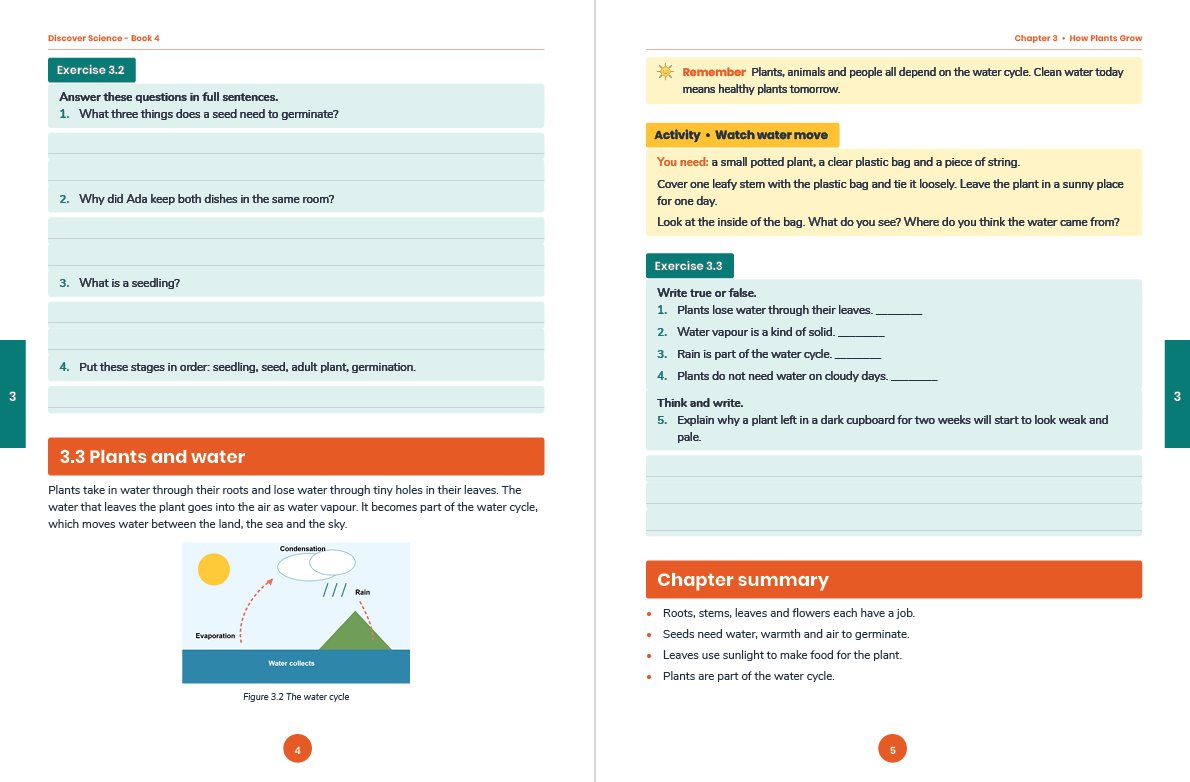 Discover Science - Book 4
Exercise 3.2
Answer these questions in full sentences.
1. What three things does a seed need to germinate?
2. Why did Ada keep both dishes in the same room?
3. What is a seedling?
4. Put these stages in order: seedling, seed, adult plant, germination.
3
3.3 Plants and water
Plants take in water through their roots and lose water through tiny holes in their leaves. The
water that leaves the plant goes into the air as water vapour. It becomes part of the water cycle,
which moves water between the land, the sea and the sky.
Condensation
Rain
Evaporation
Water collects
Figure 3.2 The water cycle
4
Chapter 3 • How Plants Grow
Remember Plants, animals and people all depend on the water cycle. Clean water today
means healthy plants tomorrow.
Activity • Watch water move
You need: a small potted plant, a clear plastic bag and a piece of string.
Cover one leafy stem with the plastic bag and tie it loosely. Leave the plant in a sunny place
for one day.
Look at the inside of the bag. What do you see? Where do you think the water came from?
Exercise 3.3
Write true or false.
1. Plants lose water through their leaves. ________
2. Water vapour is a kind of solid. ________
3. Rain is part of the water cycle. ________
4. Plants do not need water on cloudy days. ________
Think and write.
5. Explain why a plant left in a dark cupboard for two weeks will start to look weak and
pale.
3
Chapter summary
• Roots, stems, leaves and flowers each have a job.
• Seeds need water, warmth and air to germinate.
• Leaves use sunlight to make food for the plant.
• Plants are part of the water cycle.
5